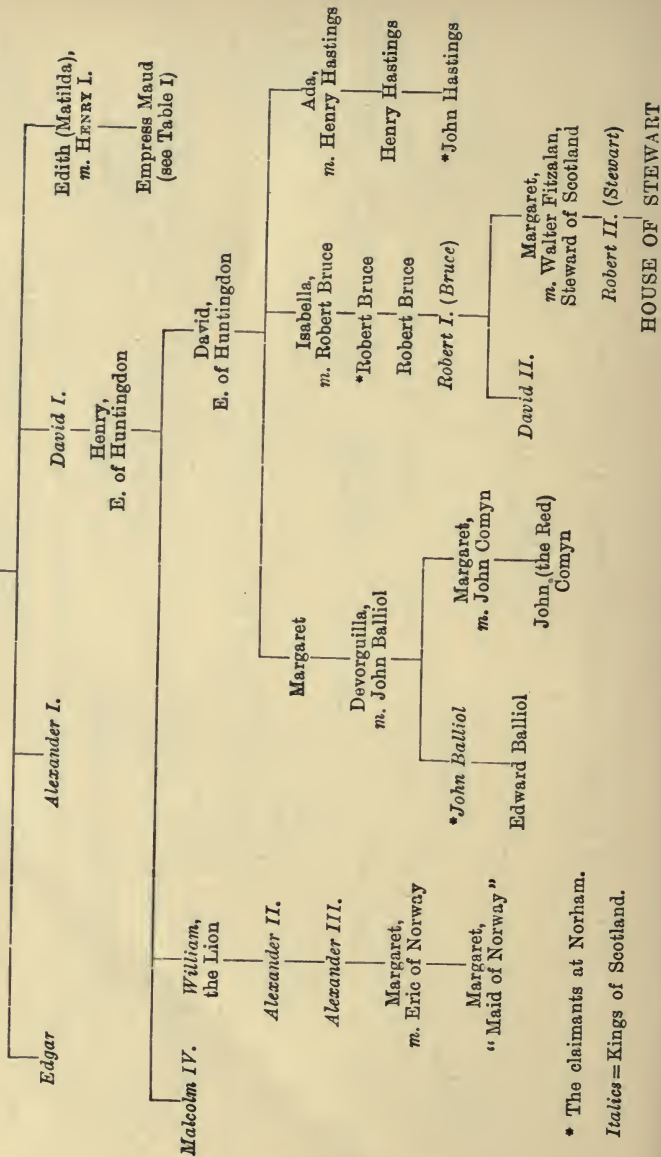 Edgar
Alexander I.
David I.
Edith (Matilda),
m. HENRY I.
Henry,
E. of Huntingdon
Empress Maud
(see Table I)
Malcolm IV.
William,
the Lion
David,
E. of Huntingdon
Alexander II.
Alexander III.
Margaret,
m. Eric of Norway
Margaret,
“Maid of Norway”
Margaret
Isabella,
m. Robert Bruce
Ada,
m. Henry Hastings
Devorguilla,
m. John Balliol
*Robert Bruce
Henry Hastings
Robert Bruce
*John Hastings
*John Balliol
Margaret,
m. John Comyn
Robert I. (Bruce)
Edward Balliol
John (the Red)
Comyn
David II.
Margaret,
m. Walter Fitzalan,
Steward of Scotland
Robert II. (Stewart)
HOUSE OF STEWART
* The claimants at Norham.
Italics = Kings of Scotland.